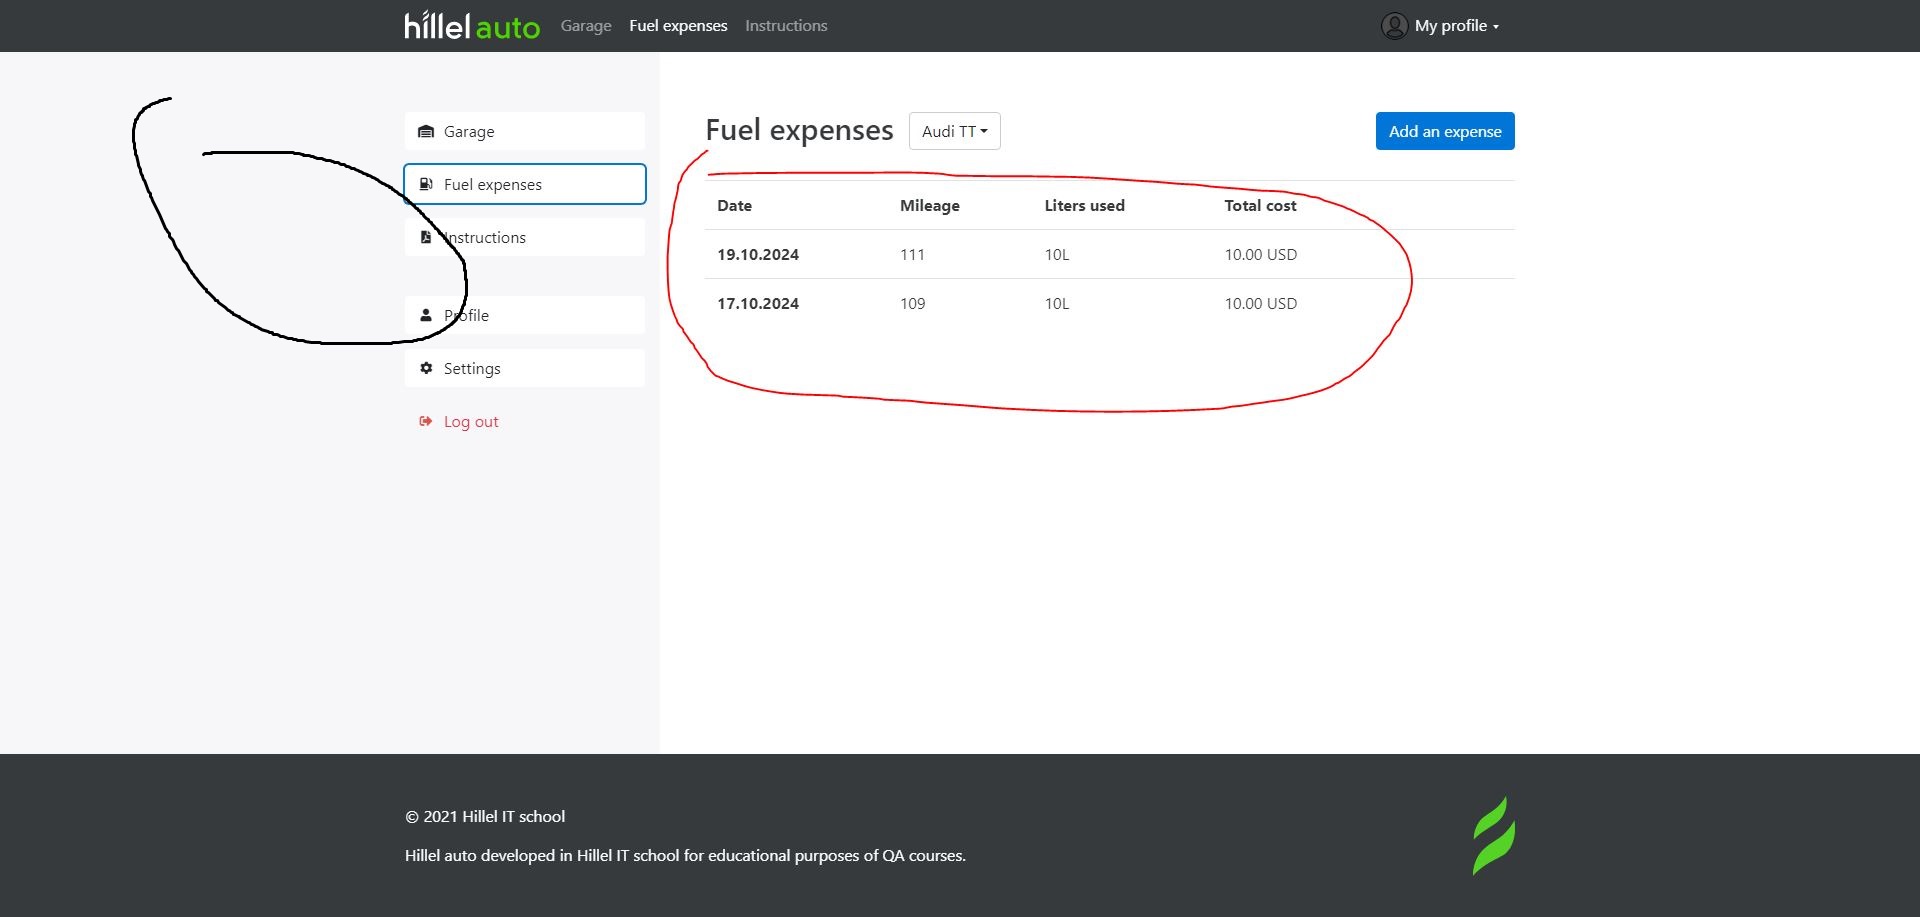 hillel auto Garage Fuel expenses Instructions My profile
Garage
Fuel expenses
Instructions
Profile
Settings
Log out
Fuel expenses Audi TT Add an expense
Date Mileage Liters used Total cost
19.10.2024 111 10L 10.00 USD
17.10.2024 109 10L 10.00 USD
© 2021 Hillel IT school
Hillel auto developed in Hillel IT school for educational purposes of QA courses.